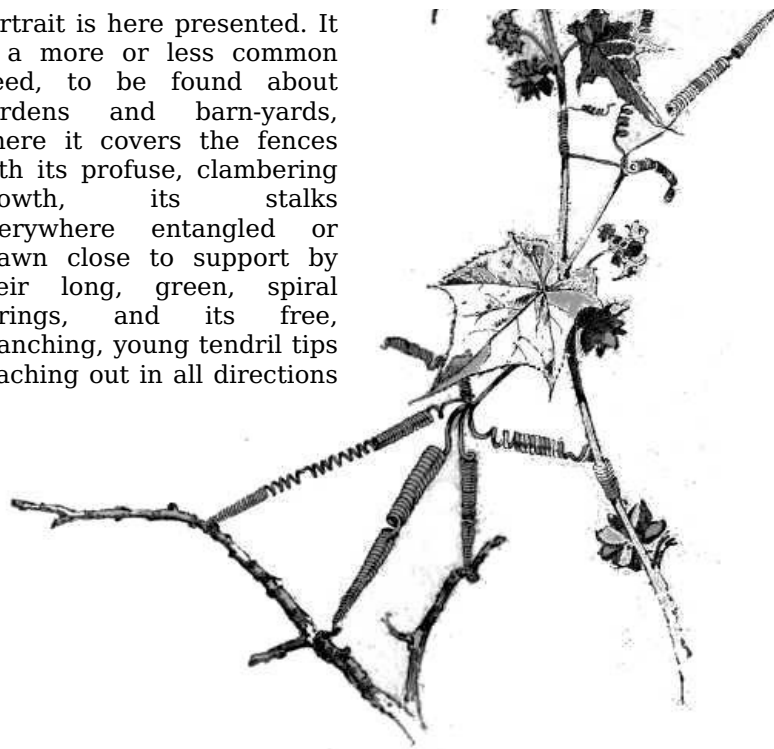 rtrait is here presented. It
a more or less common
eed, to be found about
rdens and barn-yards,
here it covers the fences
th its profuse, clambering
owth, its stalks
erywhere entangled or
awn close to support by
eir long, green, spiral
rings, and its free,
anching, young tendril tips
aching out in all directions